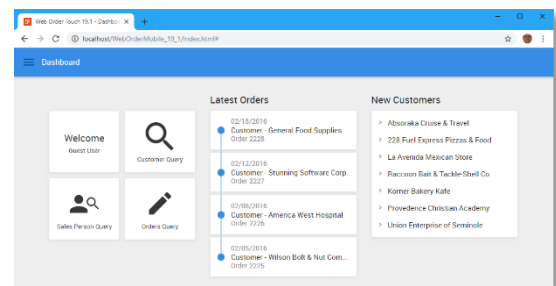 Web Order Touch 19.1 - Dashboa
localhost/WebOrderMobile_19_1/Index.html#
Dashboard
Latest Orders
New Customers
Welcome
Guest User
Customer Query
Sales Person Query
Orders Query
02/16/2016
Customer - General Food Supplies
Order 2228
02/12/2016
Customer - Stunning Software Corp.
Order 2227
02/08/2016
Customer - America West Hospital
Order 2226
02/05/2016
Customer - Wilson Bolt & Nut Com...
Order 2225
Absoraka Cruise & Travel
228 Fuel Express Pizzas & Food
La Avenida Mexican Store
Raccoon Bait & Tackle-Shell Co
Korner Bakery Kafe
Provedence Christian Academy
Union Enterprise of Seminole